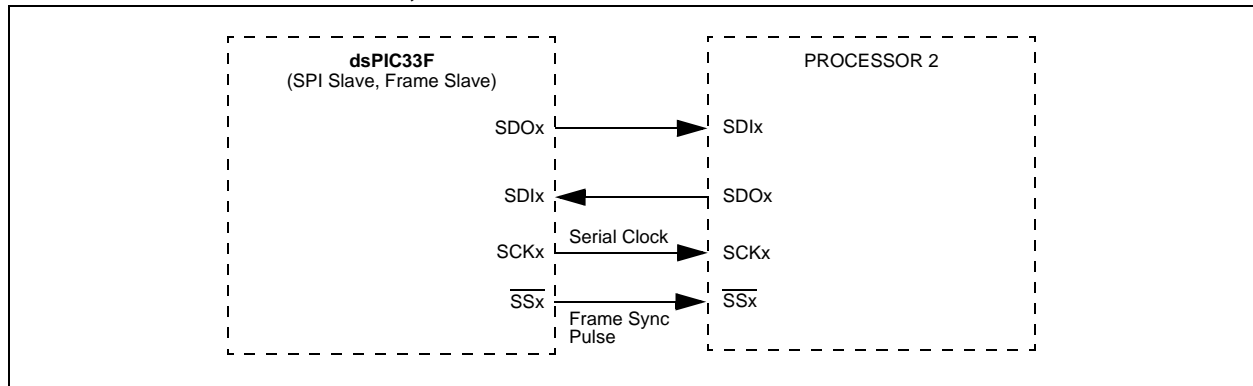 dsPIC33F
(SPI Slave, Frame Slave)
PROCESSOR 2
SDOx
SDIx
SDIx
SDOx
Serial Clock
SCKx
SCKx
SSx
SSx
Frame Sync
Pulse